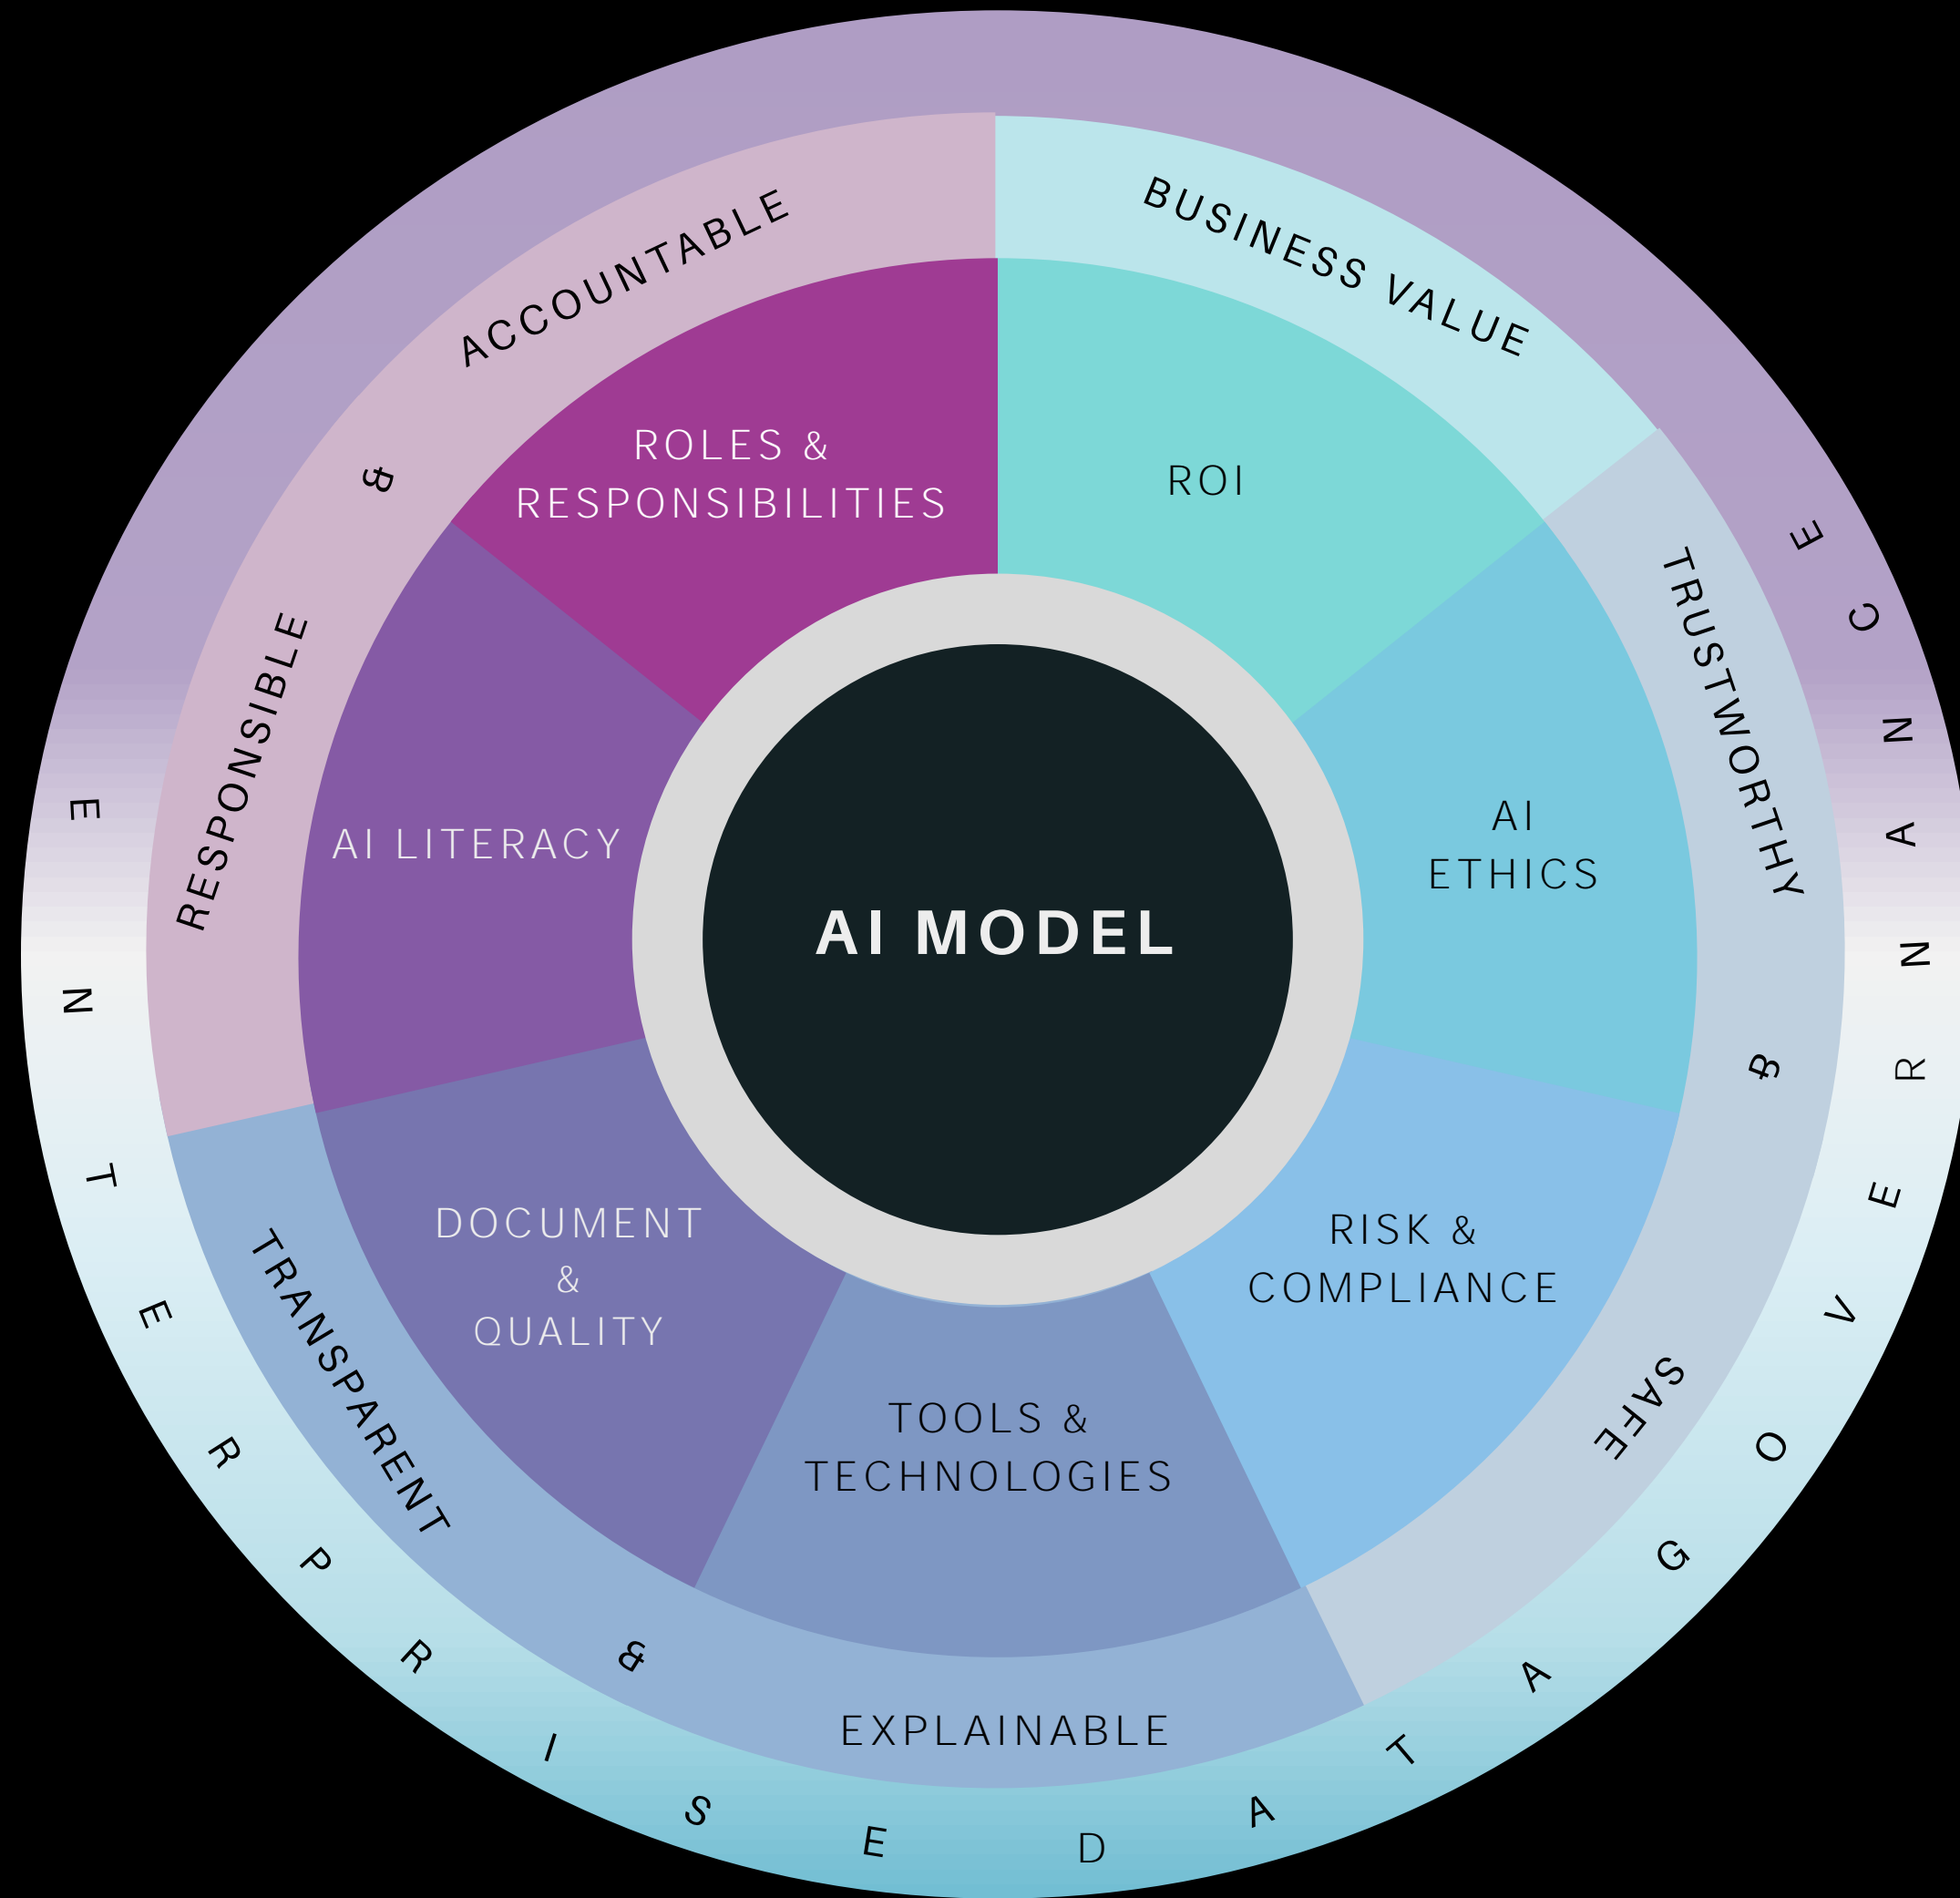 BUSINESS VALUE
TRUSTWORTHY
&
SAFE
EXPLAINABLE
&
TRANSPARENT
RESPONSIBLE
&
ACCOUNTABLE
ROI
AI
ETHICS
RISK &
COMPLIANCE
TOOLS &
TECHNOLOGIES
DOCUMENT
&
QUALITY
AI LITERACY
ROLES &
RESPONSIBILITIES
AI MODEL
ENTERPRISE DATA GOVERNNANCE